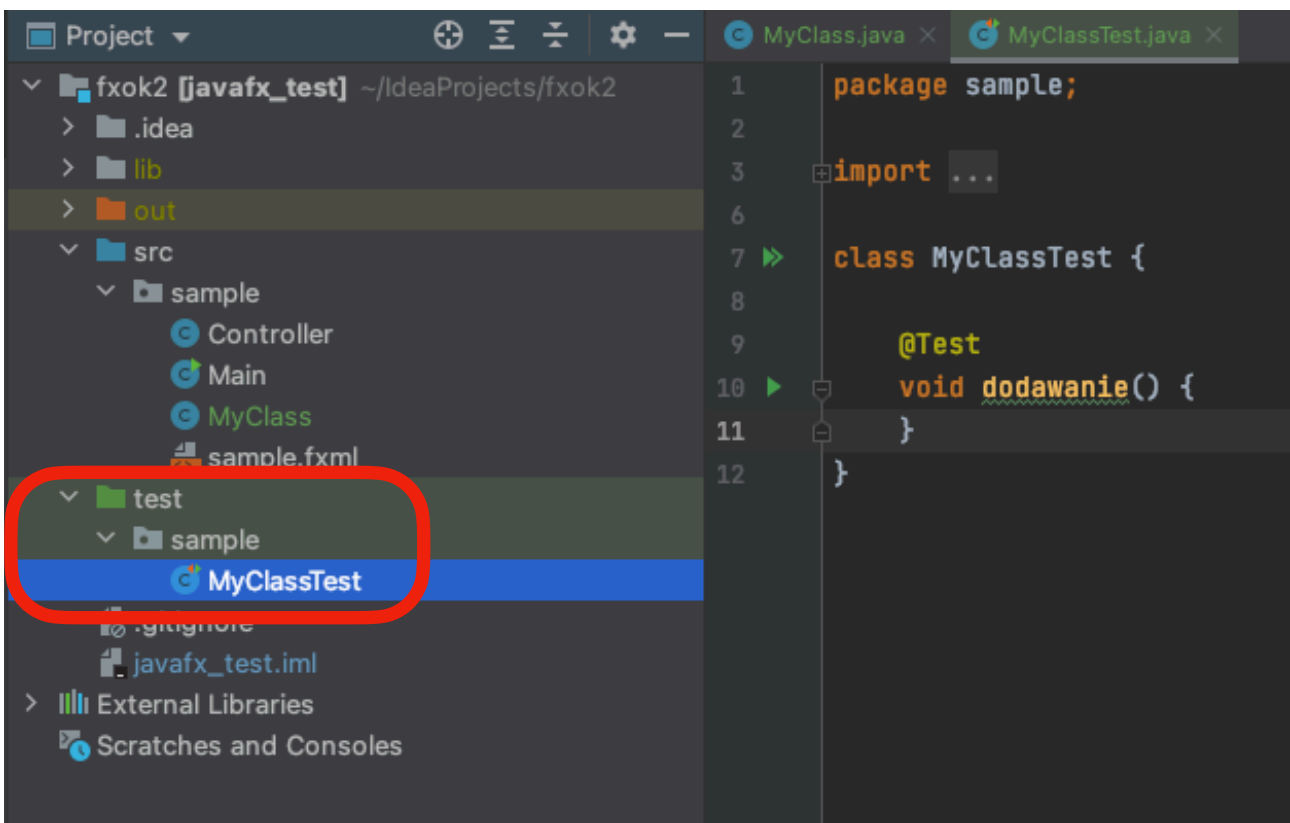 Project
fxok2 [javafx_test] ~/IdeaProjects/fxok2
.idea
lib
out
src
sample
Controller
Main
MyClass
sample.fxml
test
sample
MyClassTest
.gitignore
javafx_test.iml
External Libraries
Scratches and Consoles
MyClass.java MyClassTest.java
1 package sample;
2
3 import ...
6
7 class MyClassTest {
8
9 @Test
10 void dodawanie() {
11 }
12 }